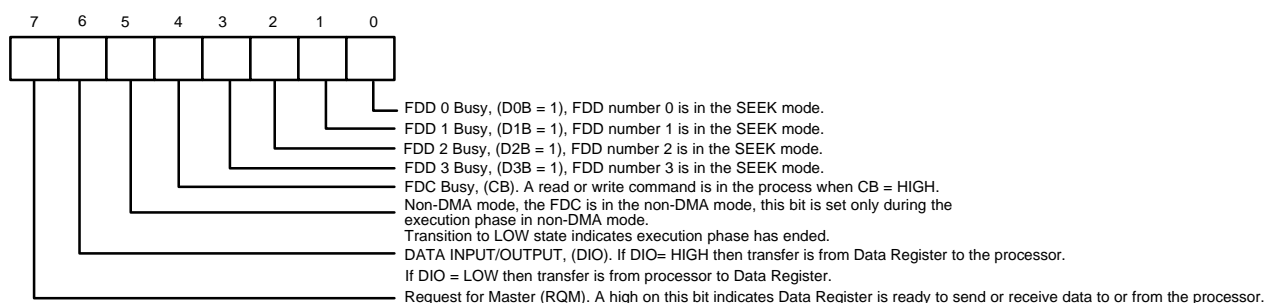 7 6 5 4 3 2 1 0
FDD 0 Busy, (D0B = 1), FDD number 0 is in the SEEK mode.
FDD 1 Busy, (D1B = 1), FDD number 1 is in the SEEK mode.
FDD 2 Busy, (D2B = 1), FDD number 2 is in the SEEK mode.
FDD 3 Busy, (D3B = 1), FDD number 3 is in the SEEK mode.
FDC Busy, (CB). A read or write command is in the process when CB = HIGH.
Non-DMA mode, the FDC is in the non-DMA mode, this bit is set only during the
execution phase in non-DMA mode.
Transition to LOW state indicates execution phase has ended.
DATA INPUT/OUTPUT, (DIO). If DIO= HIGH then transfer is from Data Register to the processor.
If DIO = LOW then transfer is from processor to Data Register.
Request for Master (RQM). A high on this bit indicates Data Register is ready to send or receive data to or from the processor.